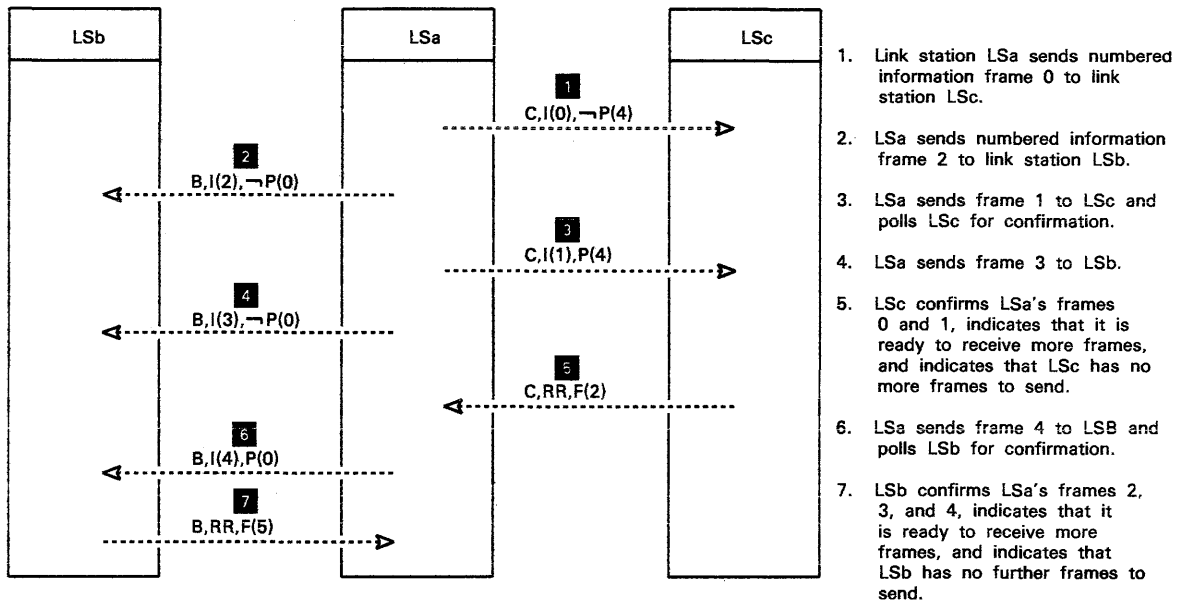 LSb
LSa
LSc
1
C,I(0),¬P(4)
2
B,I(2),¬P(0)
3
C,I(1),P(4)
4
B,I(3),¬P(0)
5
C,RR,F(2)
6
B,I(4),P(0)
7
B,RR,F(5)
1. Link station LSa sends numbered
information frame 0 to link
station LSc.
2. LSa sends numbered information
frame 2 to link station LSb.
3. LSa sends frame 1 to LSc and
polls LSc for confirmation.
4. LSa sends frame 3 to LSb.
5. LSc confirms LSa's frames
0 and 1, indicates that it is
ready to receive more frames,
and indicates that LSc has no
more frames to send.
6. LSa sends frame 4 to LSB and
polls LSb for confirmation.
7. LSb confirms LSa's frames 2,
3, and 4, indicates that it
is ready to receive more
frames, and indicates that
LSb has no further frames to
send.